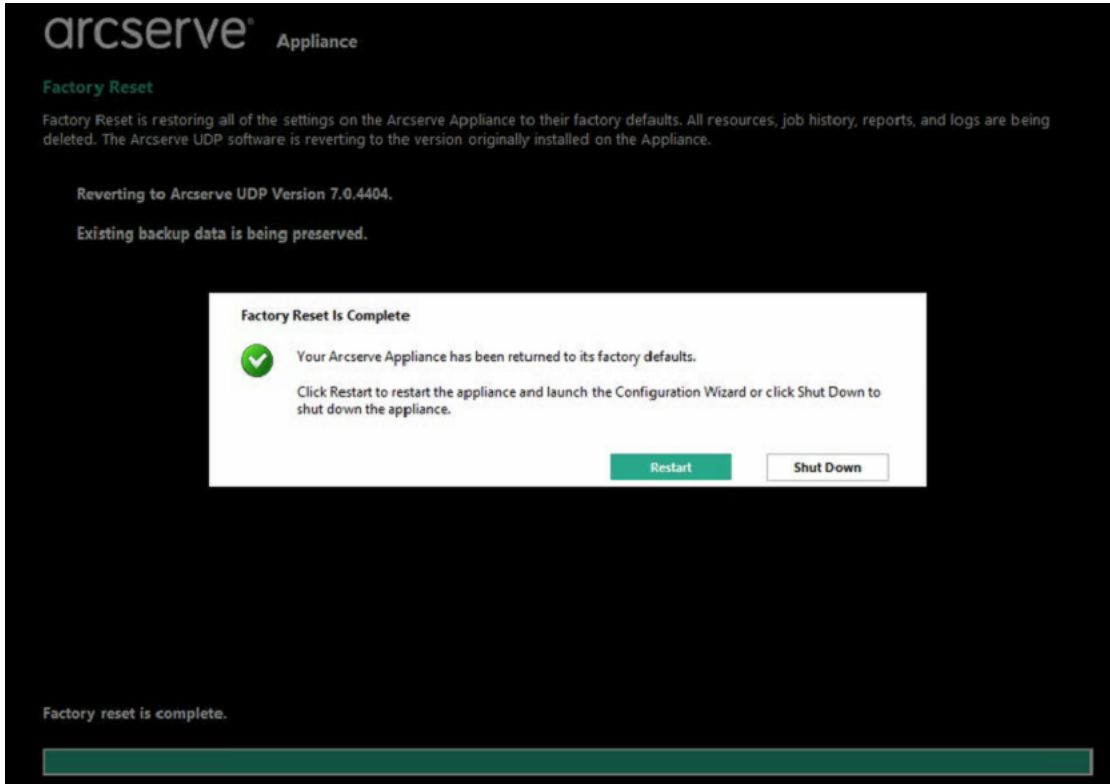 arcserve® Appliance
Factory Reset
Factory Reset is restoring all of the settings on the Arcserve Appliance to their factory defaults. All resources, job history, reports, and logs are being
deleted. The Arcserve UDP software is reverting to the version originally installed on the Appliance.
Reverting to Arcserve UDP Version 7.0.4404.
Existing backup data is being preserved.
Factory Reset Is Complete
Your Arcserve Appliance has been returned to its factory defaults.
Click Restart to restart the appliance and launch the Configuration Wizard or click Shut Down to
shut down the appliance.
Restart Shut Down
Factory reset is complete.